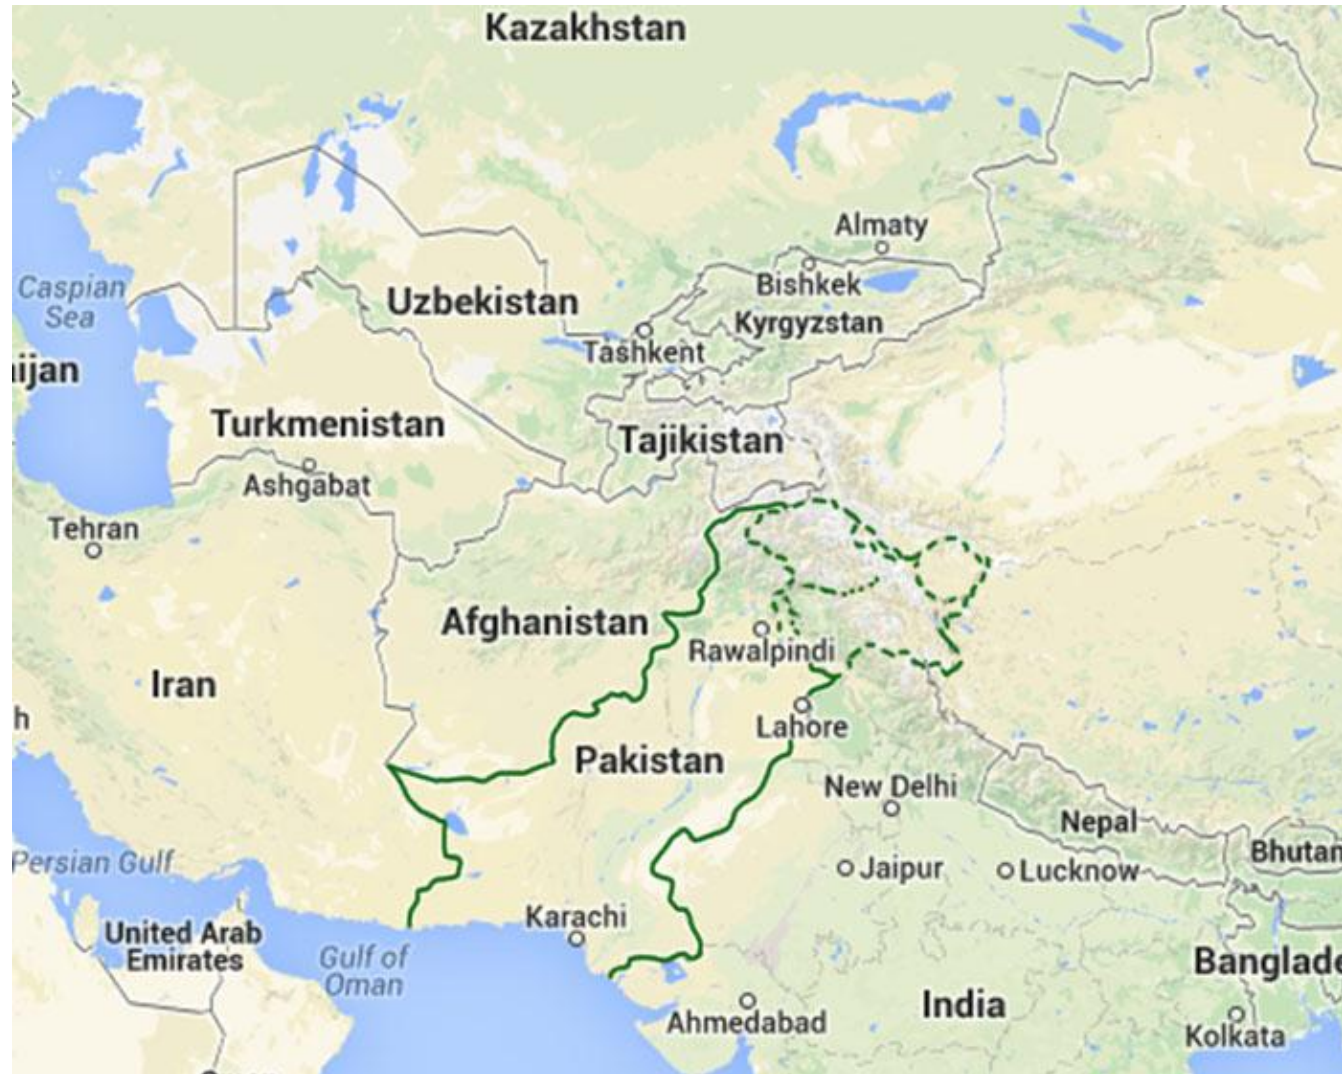 Kazakhstan
Almaty
Bishkek
Caspian
Sea
Uzbekistan
Kyrgyzstan
Tashkent
aijan
Turkmenistan
Tajikistan
Ashgabat
Tehran
Afghanistan
Rawalpindi
Iran
h
Lahore
Pakistan
New Delhi
Nepal
Bhutan
Persian Gulf
Jaipur
Lucknow
Karachi
United Arab
Emirates
Gulf of
Oman
Banglade
India
Ahmedabad
Kolkata